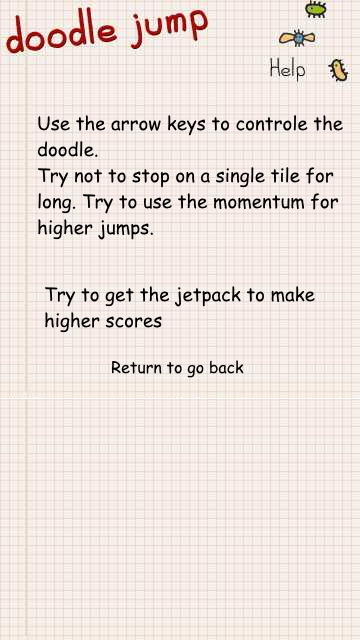 doodle jump
Help
Use the arrow keys to controle the
doodle.
Try not to stop on a single tile for
long. Try to use the momentum for
higher jumps.
Try to get the jetpack to make
higher scores
Return to go back